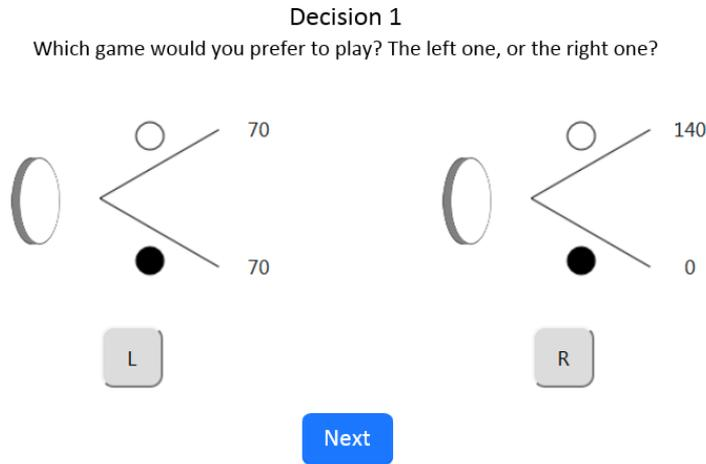 Decision 1
Which game would you prefer to play? The left one, or the right one?
70
140
70
0
L
R
Next